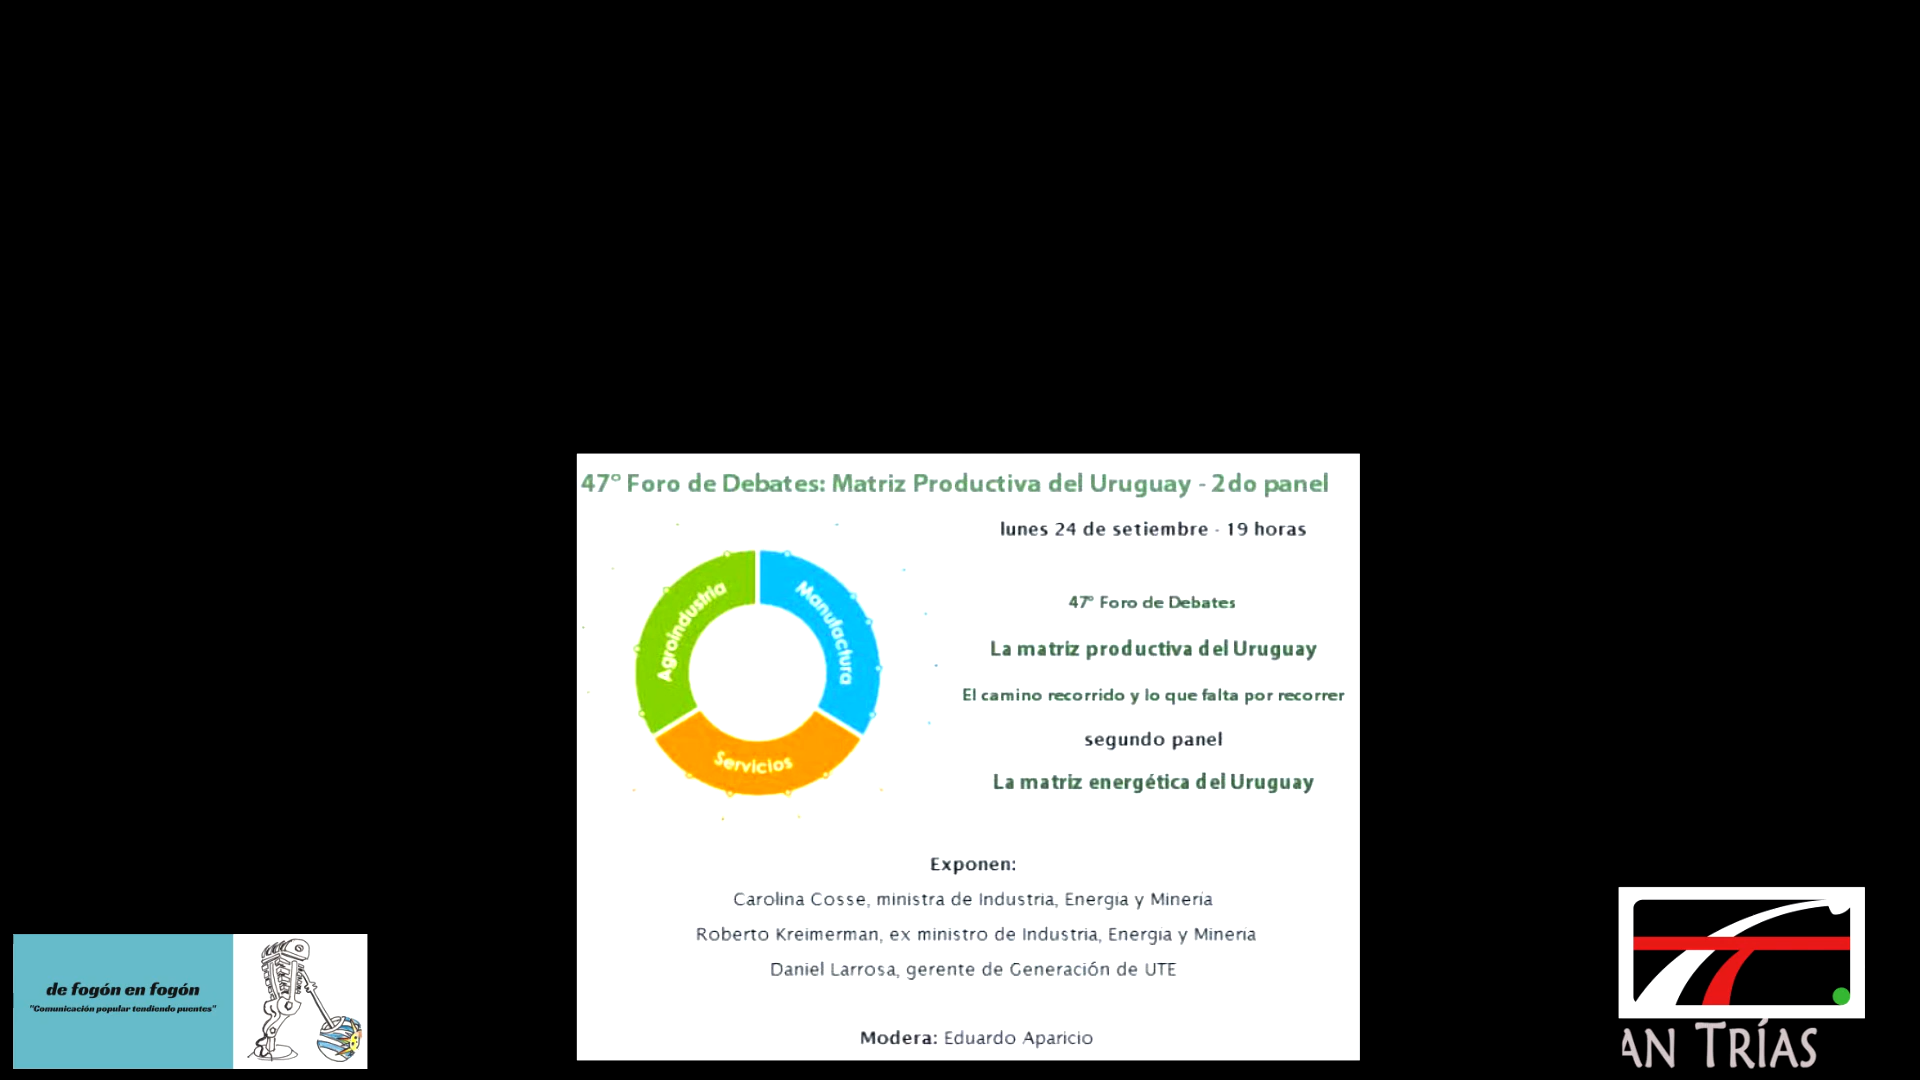 47º Foro de Debates: Matriz Productiva del Uruguay - 2do panel
lunes 24 de setiembre - 19 horas
Agroindustria
Manufactura
Servicios
47º Foro de Debates
La matriz productiva del Uruguay
El camino recorrido y lo que falta por recorrer
segundo panel
La matriz energética del Uruguay
Exponen:
Carolina Cosse, ministra de Industria, Energía y Minería
Roberto Kreimerman, ex ministro de Industria, Energía y Minería
Daniel Larrosa, gerente de Generación de UTE
Modera: Eduardo Aparicio
de fogón en fogón
"Comunicación popular tendiendo puentes"
AN TRÍAS